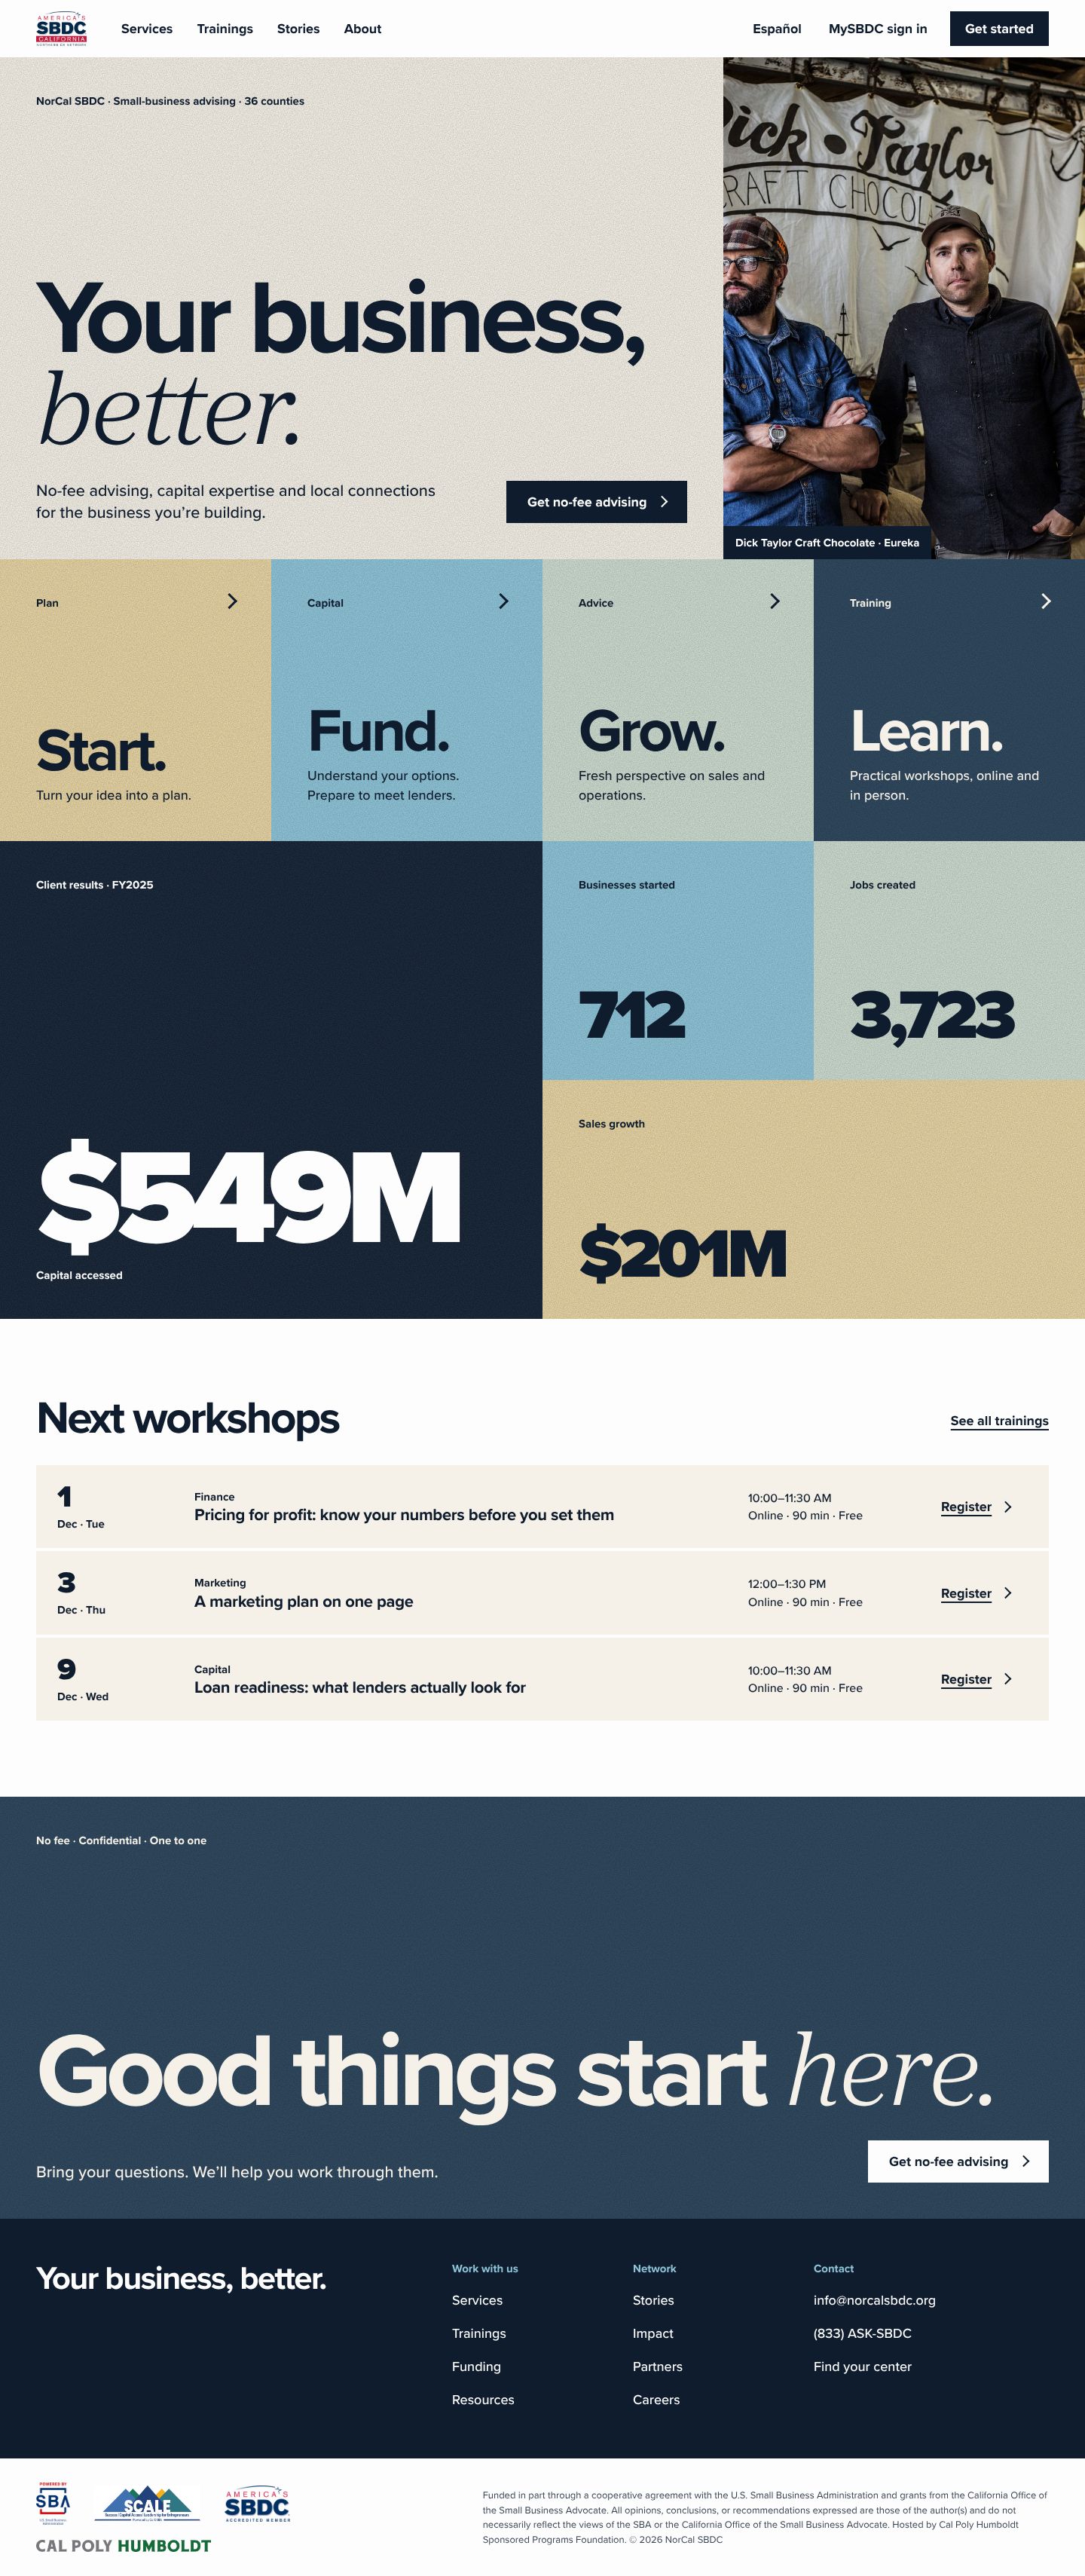 AMERICA'S
SBDC
CALIFORNIA
Services
Trainings
Stories
About
Español
MySBDC sign in
Get started
NorCal SBDC · Small-business advising · 36 counties
ick · Taylor
RAFT CHOCOL
Your business,
better.
No-fee advising, capital expertise and local connections
for the business you’re building.
Get no-fee advising
Dick Taylor Craft Chocolate · Eureka
Plan
Start.
Turn your idea into a plan.
Capital
Fund.
Understand your options.
Prepare to meet lenders.
Advice
Grow.
Fresh perspective on sales and
operations.
Training
Learn.
Practical workshops, online and
in person.
Client results · FY2025
$549M
Capital accessed
Businesses started
712
Jobs created
3,723
Sales growth
$201M
Next workshops
See all trainings
1
Dec · Tue
Finance
Pricing for profit: know your numbers before you set them
10:00–11:30 AM
Online · 90 min · Free
Register
3
Dec · Thu
Marketing
A marketing plan on one page
12:00–1:30 PM
Online · 90 min · Free
Register
9
Dec · Wed
Capital
Loan readiness: what lenders actually look for
10:00–11:30 AM
Online · 90 min · Free
Register
No fee · Confidential · One to one
Good things start here.
Bring your questions. We’ll help you work through them.
Get no-fee advising
Your business, better.
Work with us
Services
Trainings
Funding
Resources
Network
Stories
Impact
Partners
Careers
Contact
info@norcalsbdc.org
(833) ASK-SBDC
Find your center
POWERED BY
SBA
SCALE
AMERICA'S
SBDC
ACCREDITED MEMBER
CAL POLY HUMBOLDT
Funded in part through a cooperative agreement with the U.S. Small Business Administration and grants from the California Office of
the Small Business Advocate. All opinions, conclusions, or recommendations expressed are those of the author(s) and do not
necessarily reflect the views of the SBA or the California Office of the Small Business Advocate. Hosted by Cal Poly Humboldt
Sponsored Programs Foundation. © 2026 NorCal SBDC